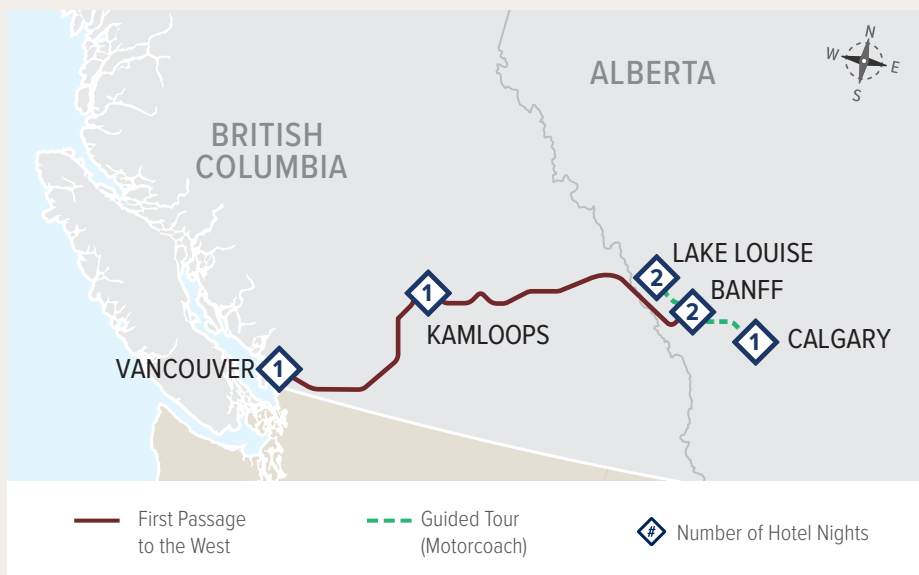 N
W
E
S
ALBERTA
BRITISH
COLUMBIA
LAKE LOUISE
2
BANFF
2
1
KAMLOOPS
CALGARY
1
VANCOUVER
1
First Passage
to the West
Guided Tour
(Motorcoach)
#
Number of Hotel Nights